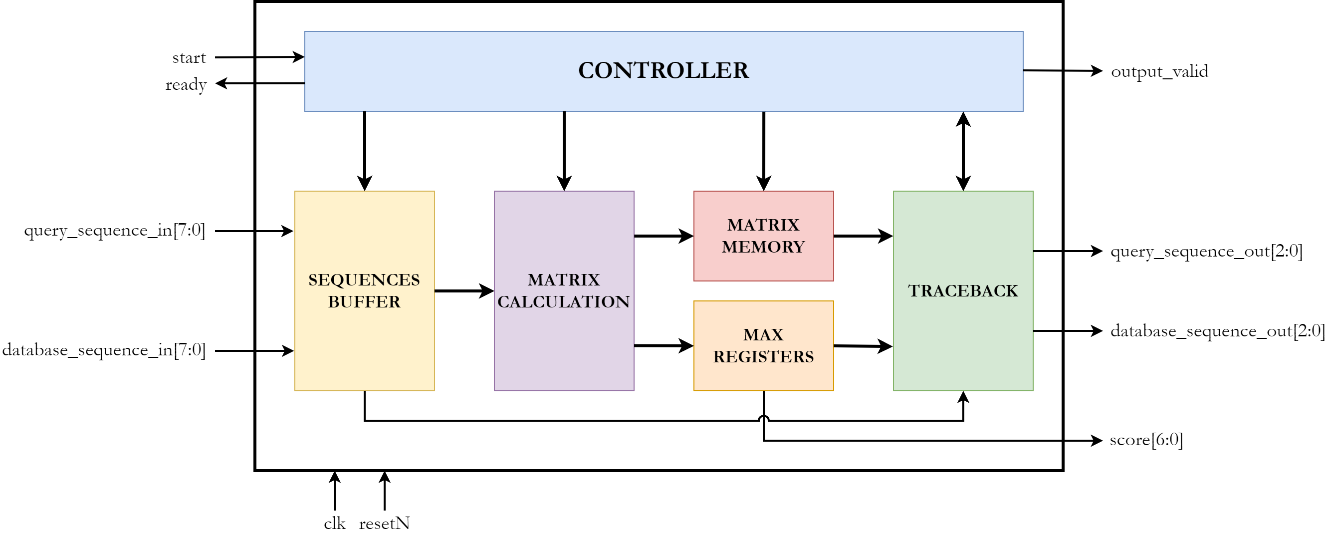 start
ready
CONTROLLER
output_valid
query_sequence_in[7:0]
database_sequence_in[7:0]
SEQUENCES
BUFFER
MATRIX
CALCULATION
MATRIX
MEMORY
MAX
REGISTERS
TRACEBACK
query_sequence_out[2:0]
database_sequence_out[2:0]
score[6:0]
clk
resetN